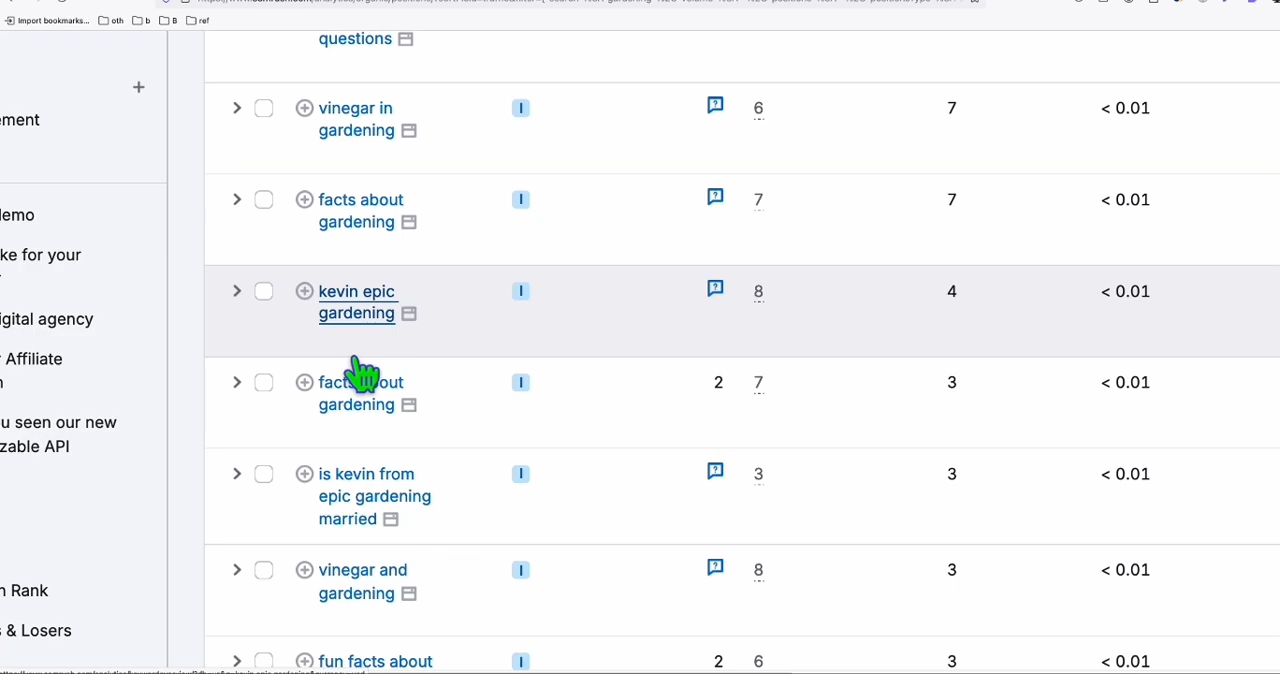 Import bookmarks... oth b B ref
questions
ement
vinegar in
gardening
I 6 7 < 0.01
facts about
gardening
I 7 7 < 0.01
kevin epic
gardening
I 8 4 < 0.01
facts about
gardening
I 2 7 3 < 0.01
is kevin from
epic gardening
married
I 3 3 < 0.01
vinegar and
gardening
I 8 3 < 0.01
fun facts about
I 2 6 3 < 0.01
lemo
ke for your
igital agency
Affiliate
u seen our new
zable API
n Rank
& Losers